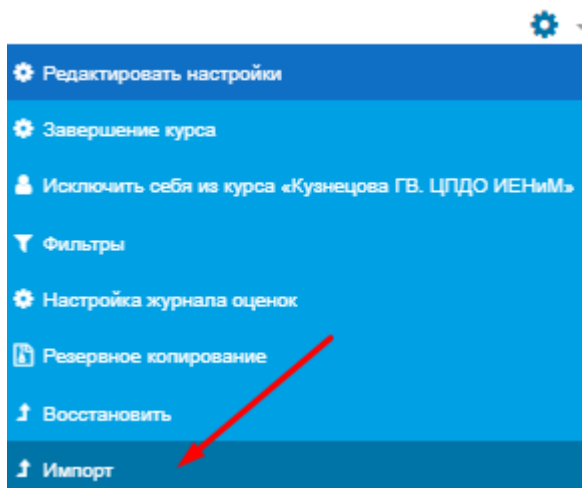 Редактировать настройки
Завершение курса
Исключить себя из курса «Кузнецова ГВ. ЦПДО ИЕНиМ»
Фильтры
Настройка журнала оценок
Резервное копирование
Восстановить
Импорт